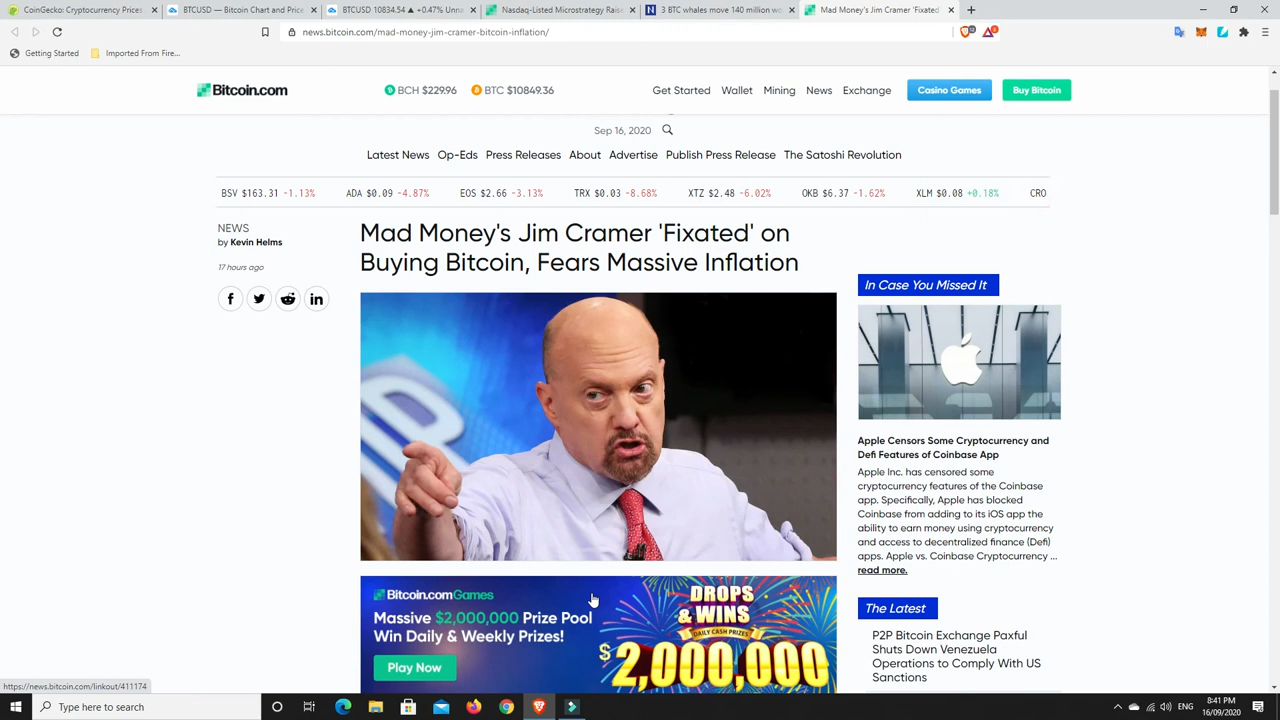 CoinGecko: Cryptocurrency Prices
BTCUSD — Bitcoin Chart and Price
BTCUSD 10834.54 ▲ +0.47% Unna
Nasdaq-Listed Microstrategy Raise
3 BTC whales move 140 million wo
Mad Money's Jim Cramer 'Fixated'
news.bitcoin.com/mad-money-jim-cramer-bitcoin-inflation/
Getting Started
Imported From Fire...
Bitcoin.com
BCH $229.96
BTC $10849.36
Get Started
Wallet
Mining
News
Exchange
Casino Games
Buy Bitcoin
Sep 16, 2020
Latest News
Op-Eds
Press Releases
About
Advertise
Publish Press Release
The Satoshi Revolution
BSV $163.31 -1.13%
ADA $0.09 -4.87%
EOS $2.66 -3.13%
TRX $0.03 -8.68%
XTZ $2.48 -6.02%
OKB $6.37 -1.62%
XLM $0.08 +0.18%
CRO
NEWS
by Kevin Helms
17 hours ago
Mad Money's Jim Cramer 'Fixated' on
Buying Bitcoin, Fears Massive Inflation
In Case You Missed It
Apple Censors Some Cryptocurrency and
Defi Features of Coinbase App
Apple Inc. has censored some
cryptocurrency features of the Coinbase
app. Specifically, Apple has blocked
Coinbase from adding to its iOS app the
ability to earn money using cryptocurrency
and access to decentralized finance (Defi)
apps. Apple vs. Coinbase Cryptocurrency ...
read more.
The Latest
P2P Bitcoin Exchange Paxful
Shuts Down Venezuela
Operations to Comply With US
Sanctions
Bitcoin.com Games
Massive $2,000,000 Prize Pool
Win Daily & Weekly Prizes!
Play Now
DROPS
& WINS
DAILY CASH PRIZES
$2,000,000
https://news.bitcoin.com/linkout/411174
Type here to search
ENG
8:41 PM
16/09/2020